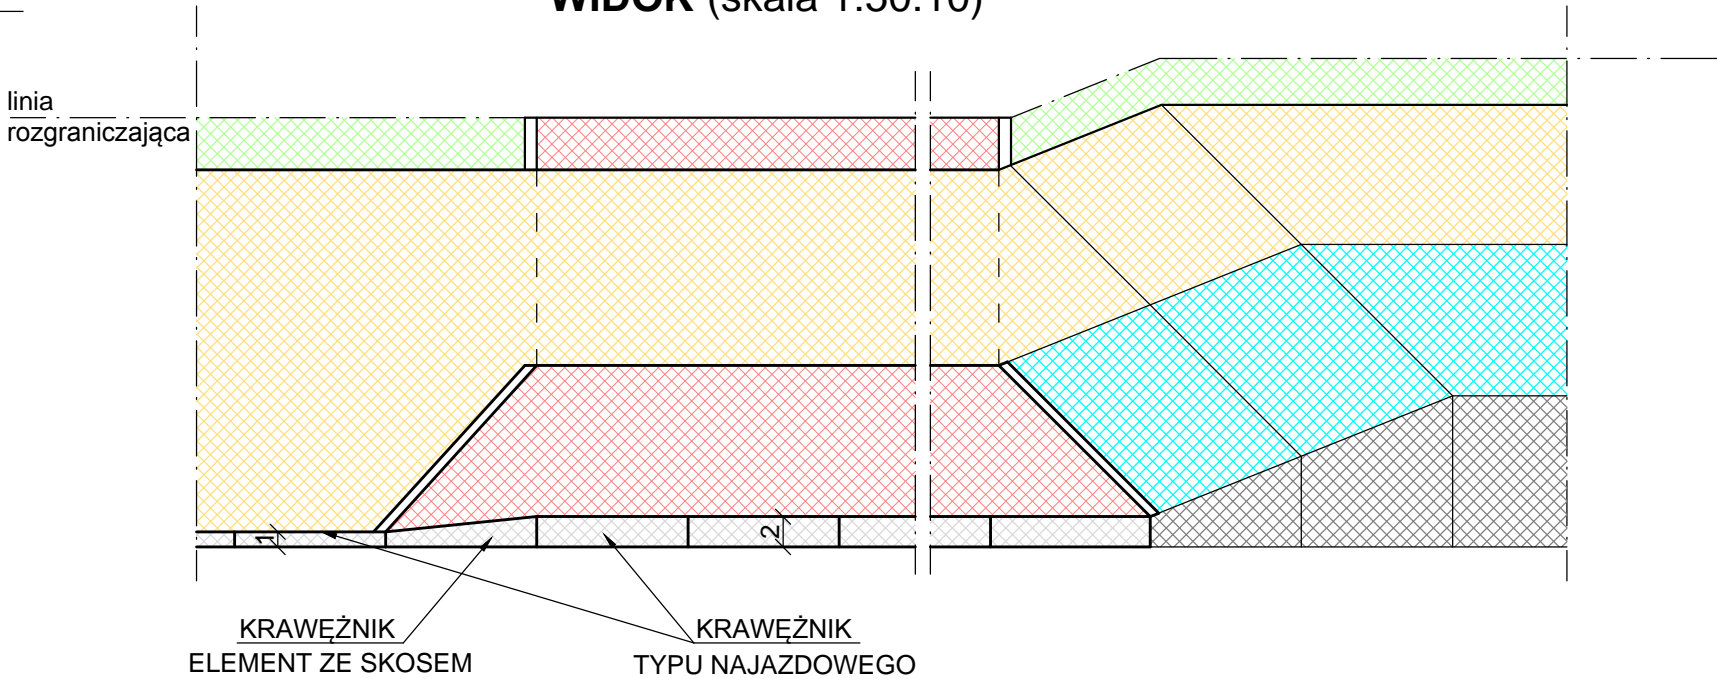 WIDOK (skala 1:50:10)
linia
rozgraniczająca
1
2
KRAWĘŻNIK
ELEMENT ZE SKOSEM
KRAWĘŻNIK
TYPU NAJAZDOWEGO